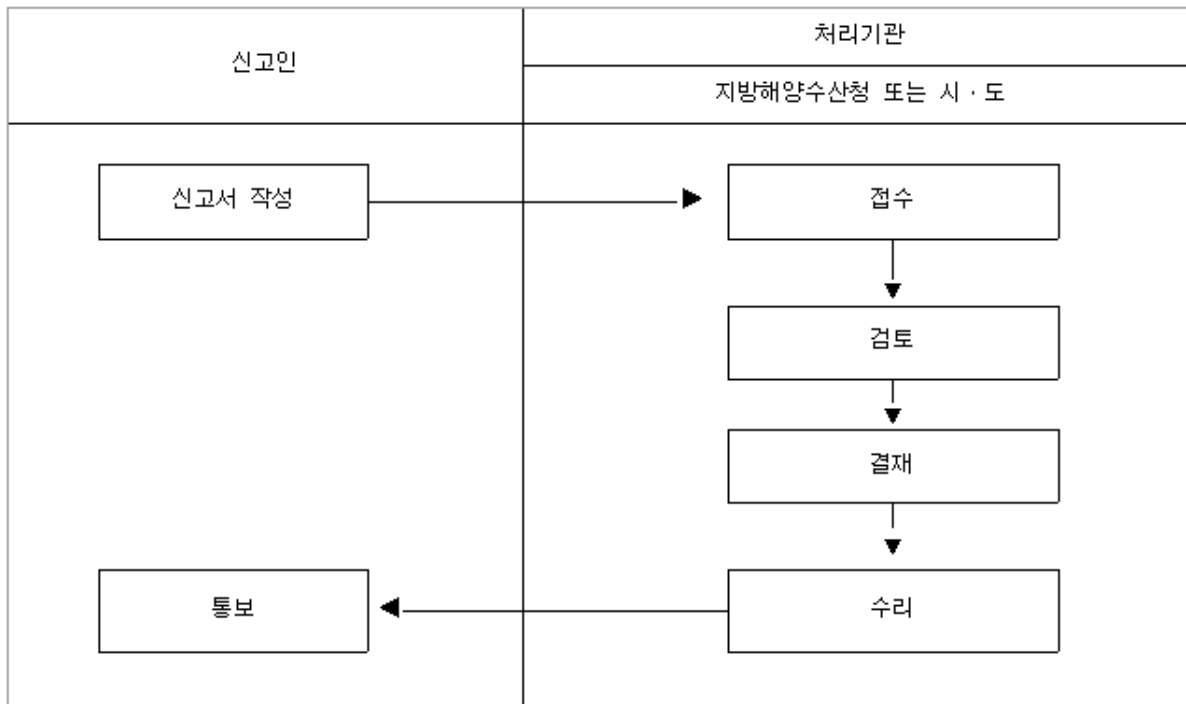 신고인
처리기관
지방해양수산청 또는 시·도
신고서 작성
접수
검토
결재
수리
통보